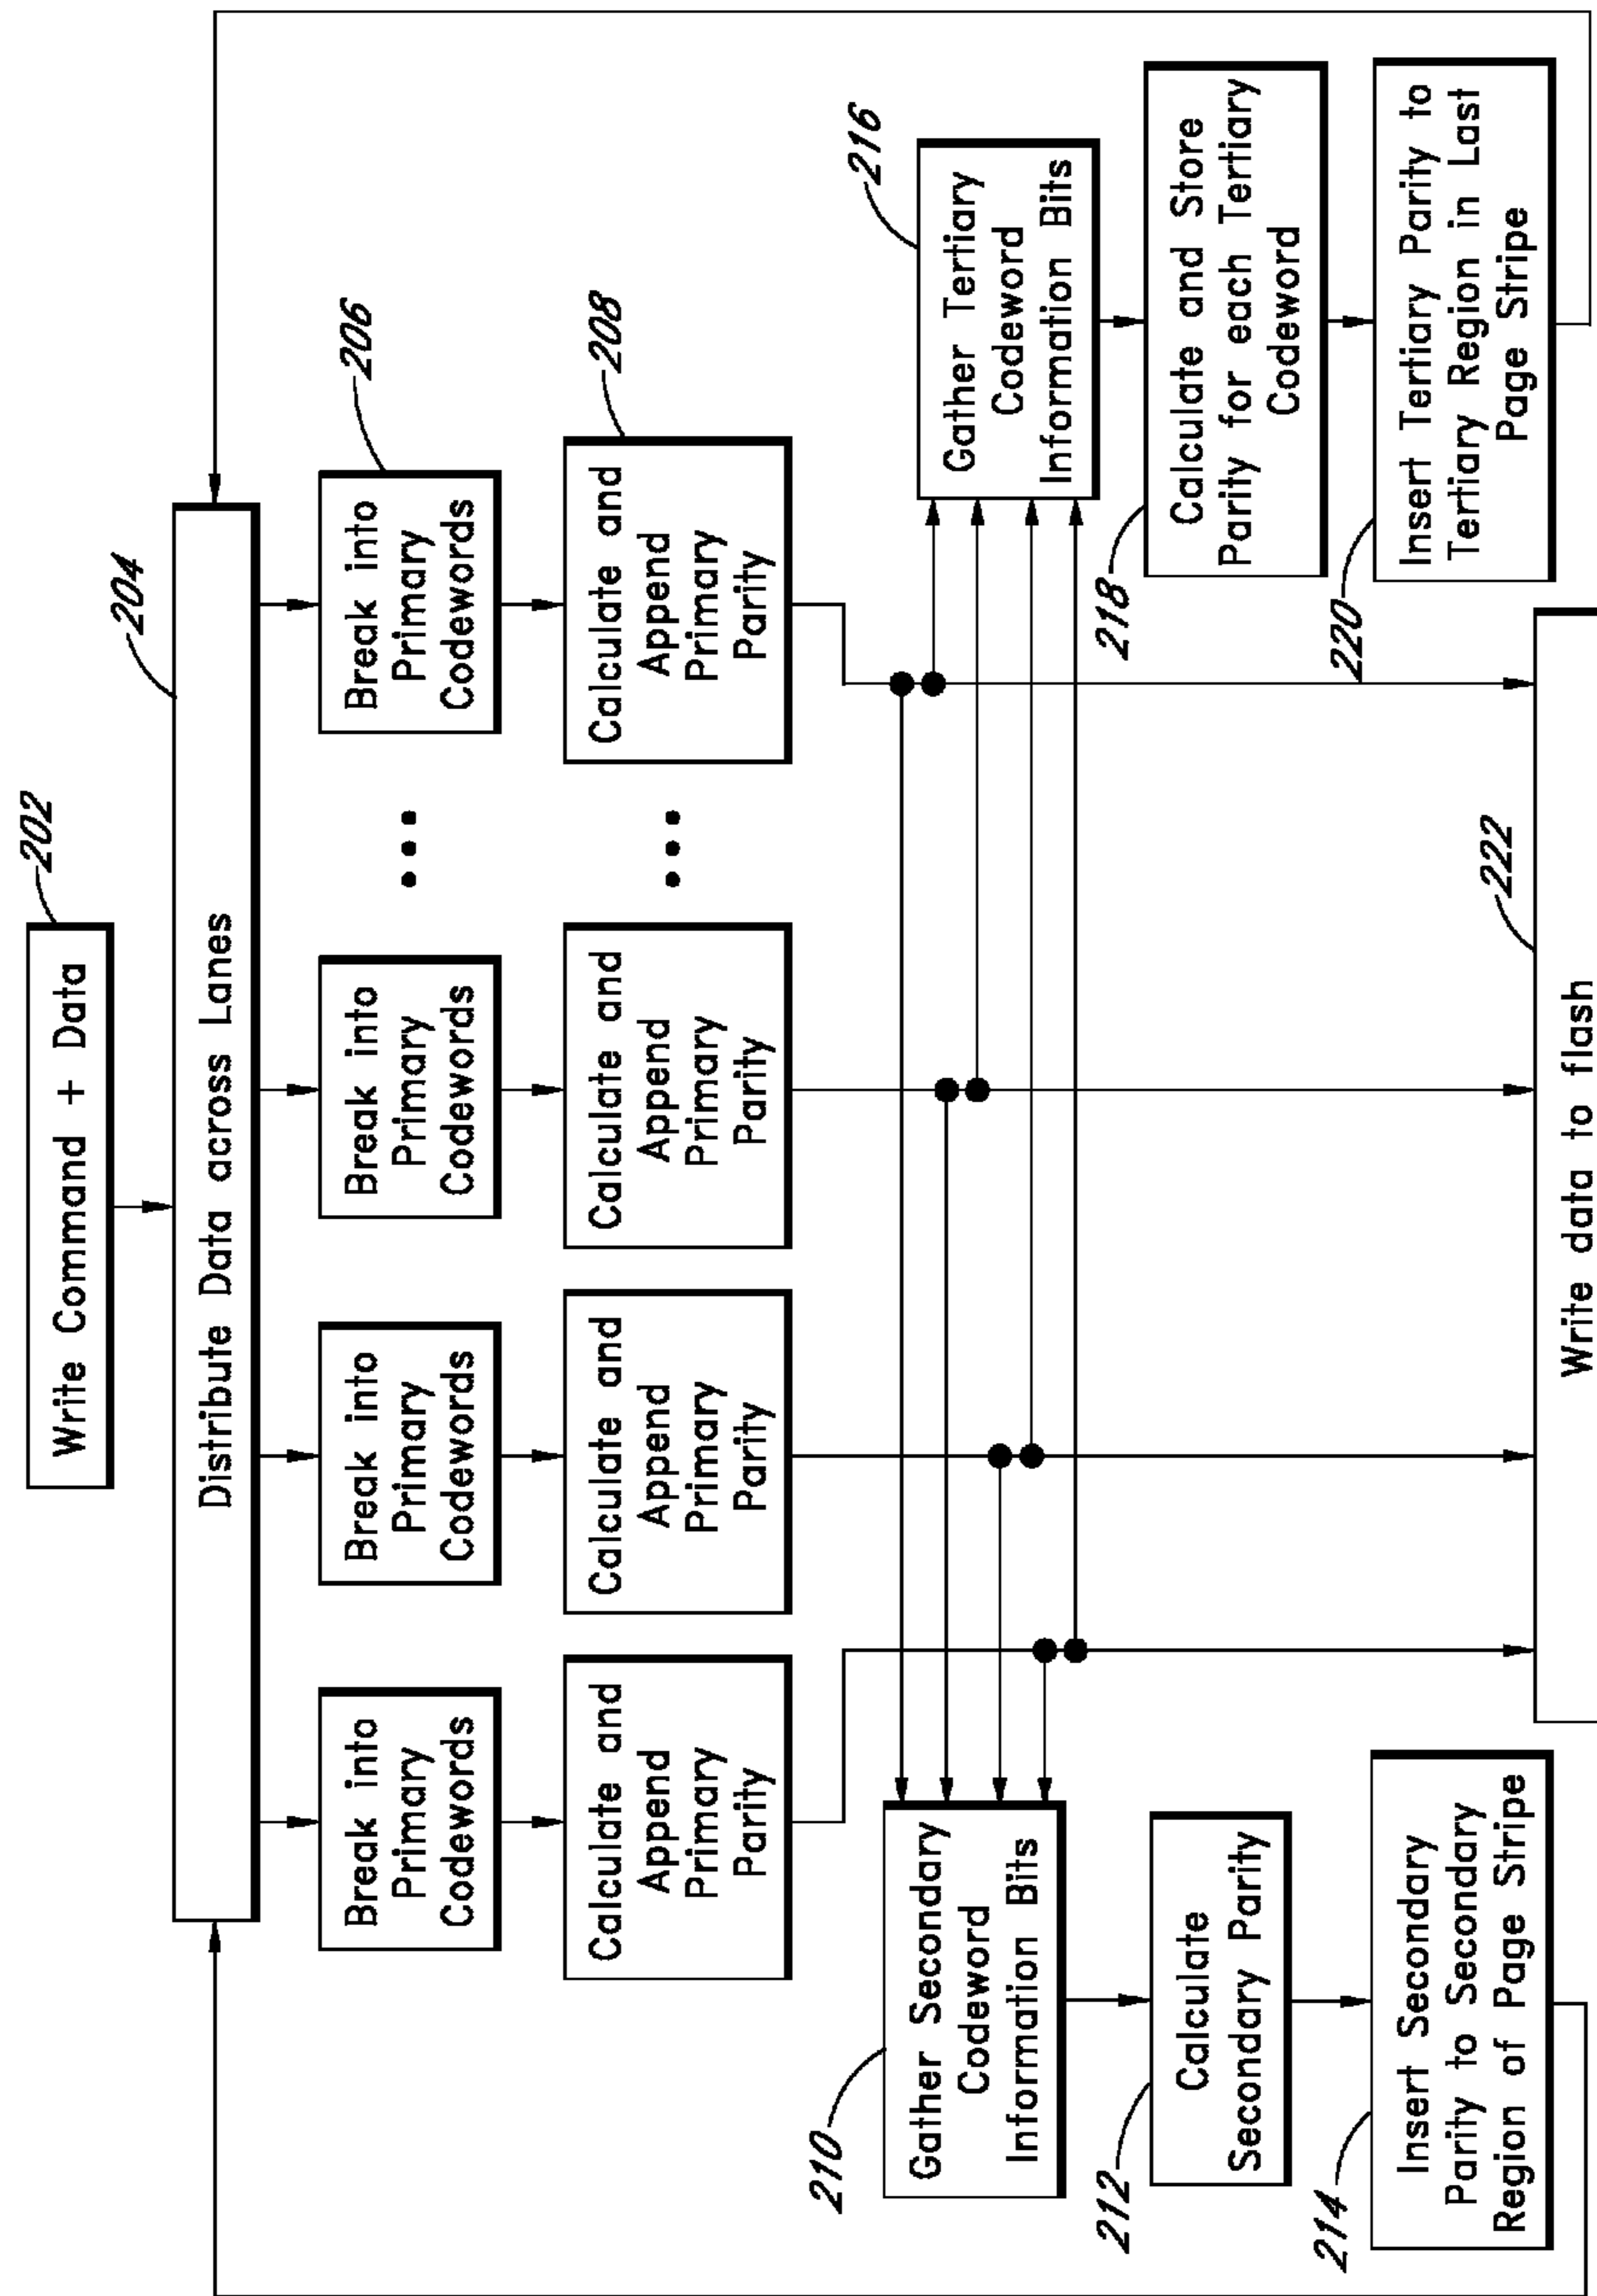 202
Write Command + Data
204
Distribute Data across Lanes
206
Break into
Primary
Codewords
Break into
Primary
Codewords
Break into
Primary
Codewords
Break into
Primary
Codewords
208
Calculate and
Append
Primary
Parity
Calculate and
Append
Primary
Parity
Calculate and
Append
Primary
Parity
Calculate and
Append
Primary
Parity
210
Gather Secondary
Codeword
Information Bits
212
Calculate
Secondary Parity
214
Insert Secondary
Parity to Secondary
Region of Page Stripe
216
Gather Tertiary
Codeword
Information Bits
218
Calculate and Store
Parity for each Tertiary
Codeword
220
Insert Tertiary Parity to
Tertiary Region in Last
Page Stripe
222
Write data to flash